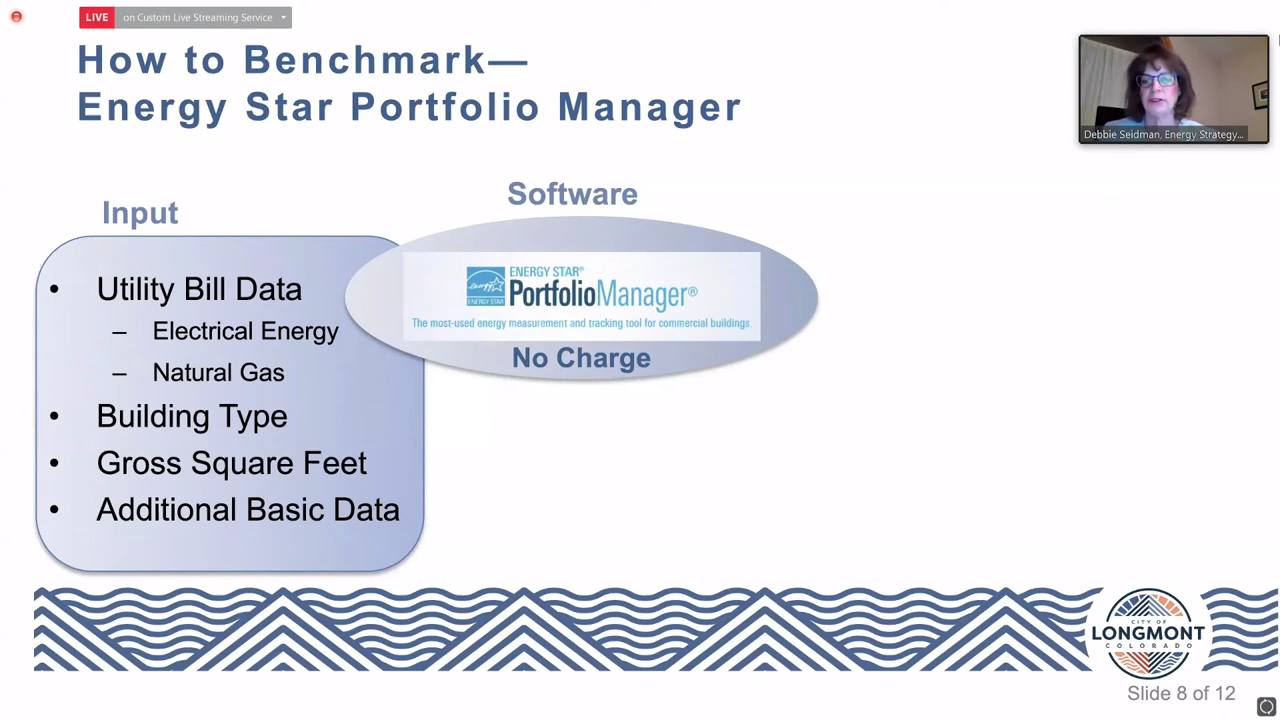 LIVE on Custom Live Streaming Service
How to Benchmark—
Energy Star Portfolio Manager
Debbie Seidman, Energy Strategy...
Software
Input
ENERGY STAR®
PortfolioManager®
ENERGY STAR
The most-used energy measurement and tracking tool for commercial buildings.
No Charge
• Utility Bill Data
– Electrical Energy
– Natural Gas
• Building Type
• Gross Square Feet
• Additional Basic Data
CITY OF
LONGMONT
COLORADO
Slide 8 of 12